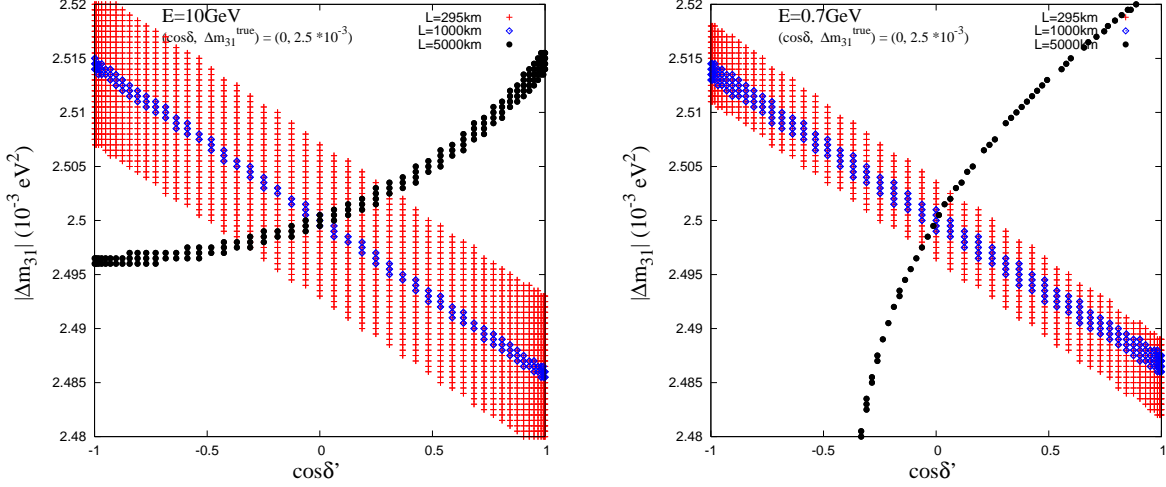 E=10GeV
(cosδ, Δm₃₁ᵗʳᵘᵉ) = (0, 2.5 *10⁻³)
L=295km
L=1000km
L=5000km
2.52
2.515
2.51
2.505
2.5
2.495
2.49
2.485
2.48
|Δm₃₁| (10⁻³ eV²)
-1 -0.5 0 0.5 1
cosδ'
E=0.7GeV
(cosδ, Δm₃₁ᵗʳᵘᵉ) = (0, 2.5 *10⁻³)
L=295km
L=1000km
L=5000km
2.52
2.515
2.51
2.505
2.5
2.495
2.49
2.485
2.48
|Δm₃₁| (10⁻³ eV²)
-1 -0.5 0 0.5 1
cosδ'